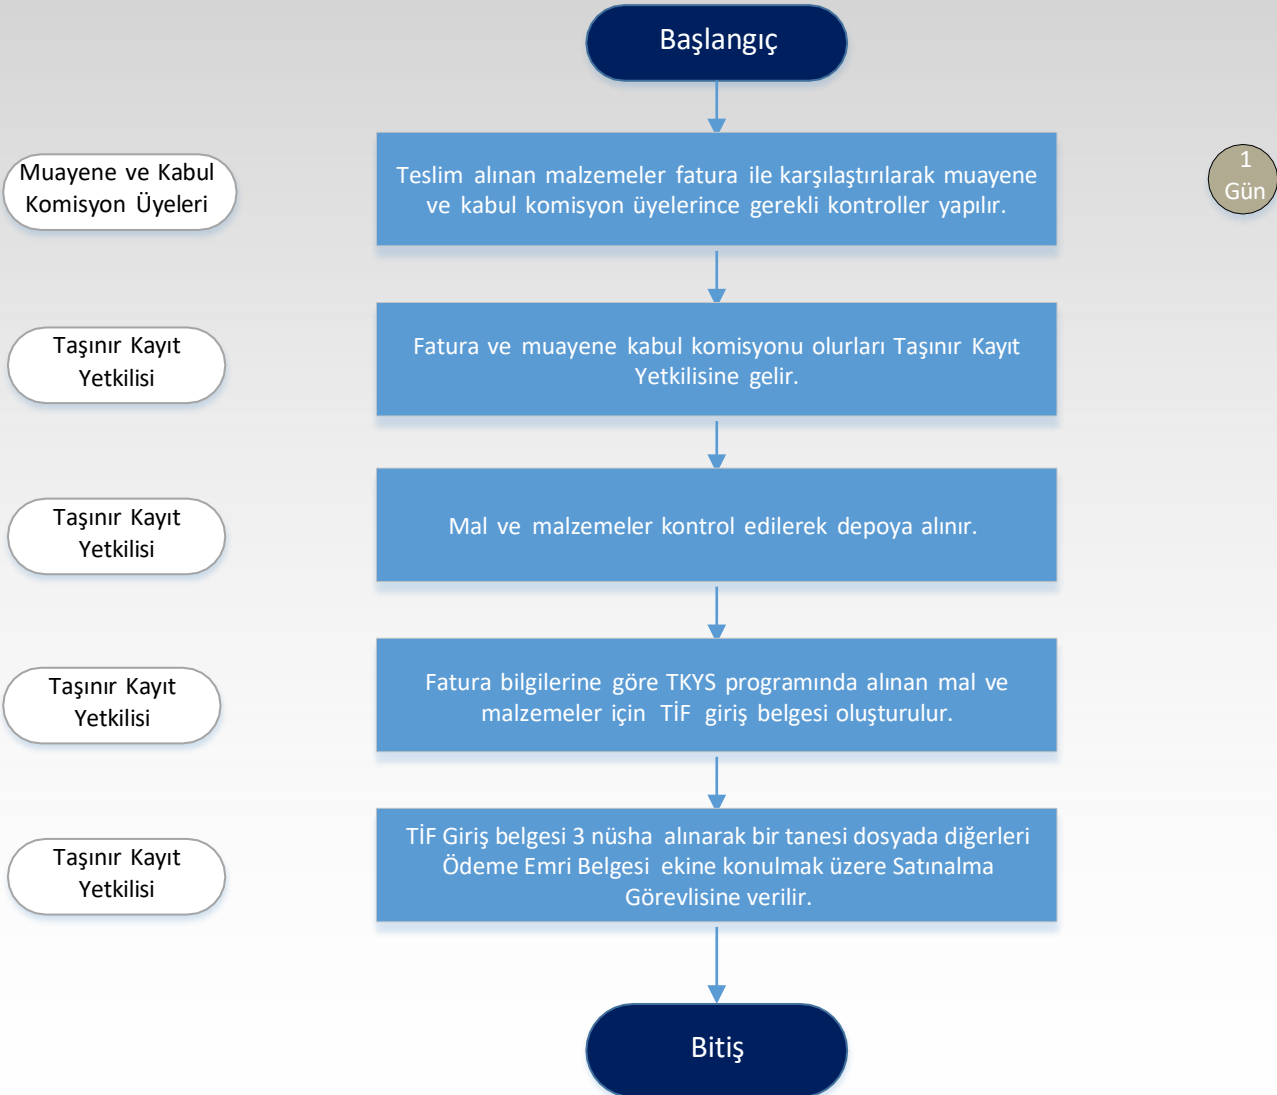 Başlangıç
Muayene ve Kabul
Komisyon Üyeleri
Teslim alınan malzemeler fatura ile karşılaştırılarak muayene
ve kabul komisyon üyelerince gerekli kontroller yapılır.
1
Gün
Taşınır Kayıt
Yetkilisi
Fatura ve muayene kabul komisyonu olurları Taşınır Kayıt
Yetkilisine gelir.
Taşınır Kayıt
Yetkilisi
Mal ve malzemeler kontrol edilerek depoya alınır.
Taşınır Kayıt
Yetkilisi
Fatura bilgilerine göre TKYS programında alınan mal ve
malzemeler için TİF giriş belgesi oluşturulur.
Taşınır Kayıt
Yetkilisi
TİF Giriş belgesi 3 nüsha alınarak bir tanesi dosyada diğerleri
Ödeme Emri Belgesi ekine konulmak üzere Satınalma
Görevlisine verilir.
Bitiş